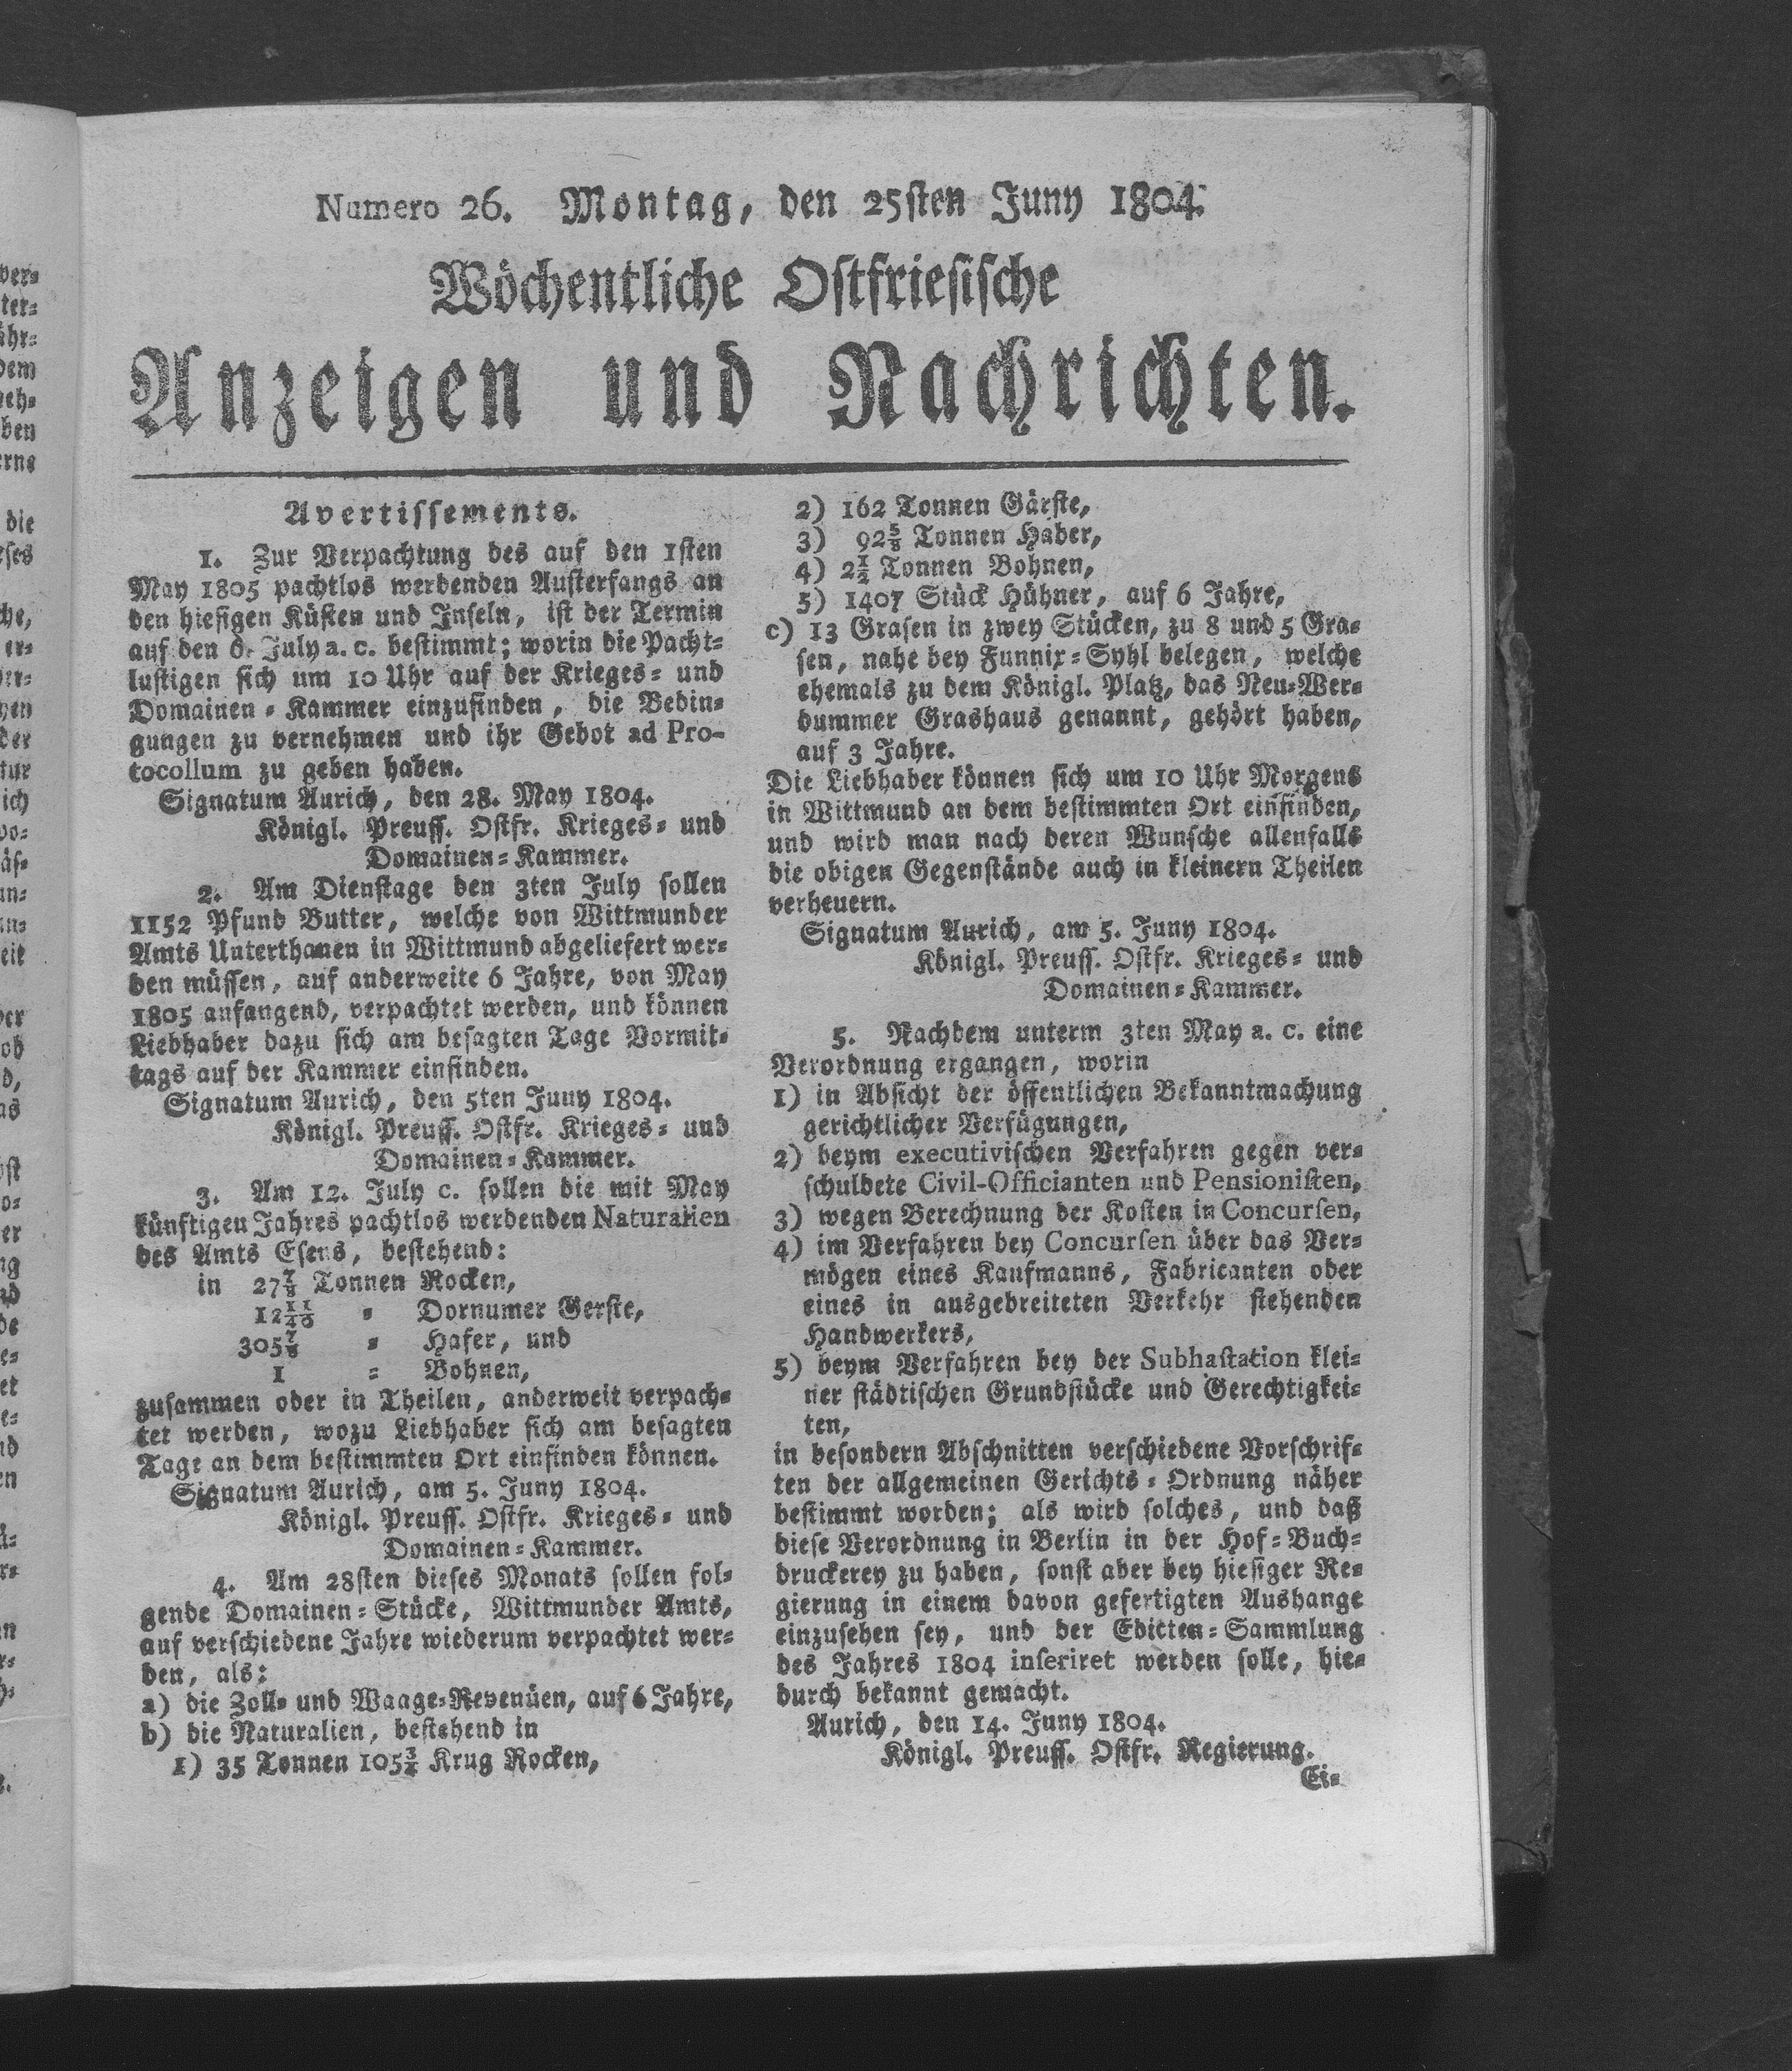 Numero 26. Montag, den 25sten Juny 1804.
Wöchentliche Ostfriesische
Anzeigen und Nachrichten.
Avertissements.
1. Zur Verpachtung des auf den 1sten
May 1805 pachtlos werdenden Austerfangs an
den hiesigen Küsten und Inseln, ist der Termin
auf den 6. July a. c. bestimmt; worin die Pacht-
lustigen sich um 10 Uhr auf der Krieges- und
Domainen-Kammer einzufinden, die Bedin-
gungen zu vernehmen und ihr Gebot ad Pro-
tocollum zu geben haben.
Signatum Aurich, den 28. May 1804.
Königl. Preuss. Ostfr. Krieges- und
Domainen-Kammer.
2. Am Dienstage den 3ten July sollen
1152 Pfund Butter, welche von Wittmunder
Amts Unterthanen in Wittmund abgeliefert wer-
den müssen, auf anderweite 6 Jahre, von May
1805 anfangend, verpachtet werden, und können
Liebhaber dazu sich am besagten Tage Vormit-
tags auf der Kammer einfinden.
Signatum Aurich, den 5ten Juny 1804.
Königl. Preuss. Ostfr. Krieges- und
Domainen-Kammer.
3. Am 12. July c. sollen die mit May
künftigen Jahres pachtlos werdenden Naturalien
des Amts Esens, bestehend:
in 27 7/8 Tonnen Rocken,
12 11/40 = Dornumer Gerste,
305 7/8 = Hafer, und
1 = Bohnen,
zusammen oder in Theilen, anderweit verpach-
tet werden, wozu Liebhaber sich am besagten
Tage an dem bestimmten Ort einfinden können.
Signatum Aurich, am 5. Juny 1804.
Königl. Preuss. Ostfr. Krieges- und
Domainen-Kammer.
4. Am 28sten dieses Monats sollen fol-
gende Domainen-Stücke, Wittmunder Amts,
auf verschiedene Jahre wiederum verpachtet wer-
den, als:
a) die Zoll- und Waage-Revenüen, auf 6 Jahre,
b) die Naturalien, bestehend in
1) 35 Tonnen 105 3/4 Krug Rocken,
2) 162 Tonnen Gärste,
3) 92 5/8 Tonnen Haber,
4) 2 1/2 Tonnen Bohnen,
5) 1407 Stück Hühner, auf 6 Jahre,
c) 13 Grasen in zwey Stücken, zu 8 und 5 Gra-
sen, nahe bey Funnix-Syhl belegen, welche
ehemals zu dem Königl. Platz, das Neu-Wer-
dummer Grashaus genannt, gehört haben,
auf 3 Jahre.
Die Liebhaber können sich um 10 Uhr Morgens
in Wittmund an dem bestimmten Ort einfinden,
und wird man nach deren Wunsche allenfalls
die obigen Gegenstände auch in kleinern Theilen
verheuern.
Signatum Aurich, am 5. Juny 1804.
Königl. Preuss. Ostfr. Krieges- und
Domainen-Kammer.
5. Nachdem unterm 3ten May a. c. eine
Verordnung ergangen, worin
1) in Absicht der öffentlichen Bekanntmachung
gerichtlicher Verfügungen,
2) beym executivischen Verfahren gegen ver-
schuldete Civil-Officianten und Pensionisten,
3) wegen Berechnung der Kosten in Concursen,
4) im Verfahren bey Concursen über das Ver-
mögen eines Kaufmanns, Fabricanten oder
eines in ausgebreiteten Verkehr stehenden
Handwerkers,
5) beym Verfahren bey der Subhastation klei-
ner städtischen Grundstücke und Gerechtigkei-
ten,
in besondern Abschnitten verschiedene Vorschrif-
ten der allgemeinen Gerichts-Ordnung näher
bestimmt worden; als wird solches, und daß
diese Verordnung in Berlin in der Hof-Buch-
druckerey zu haben, sonst aber bey hiesiger Re-
gierung in einem davon gefertigten Aushange
einzusehen sey, und der Edicten-Sammlung
des Jahres 1804 inseriret werden solle, hie-
durch bekannt gemacht.
Aurich, den 14. Juny 1804.
Königl. Preuss. Ostfr. Regierung.
Ei-